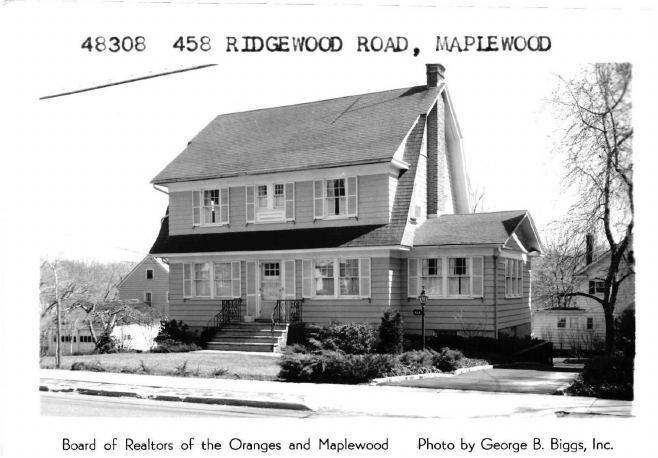 48308 458 RIDGEWOOD ROAD, MAPLEWOOD
Board of Realtors of the Oranges and Maplewood Photo by George B. Biggs, Inc.